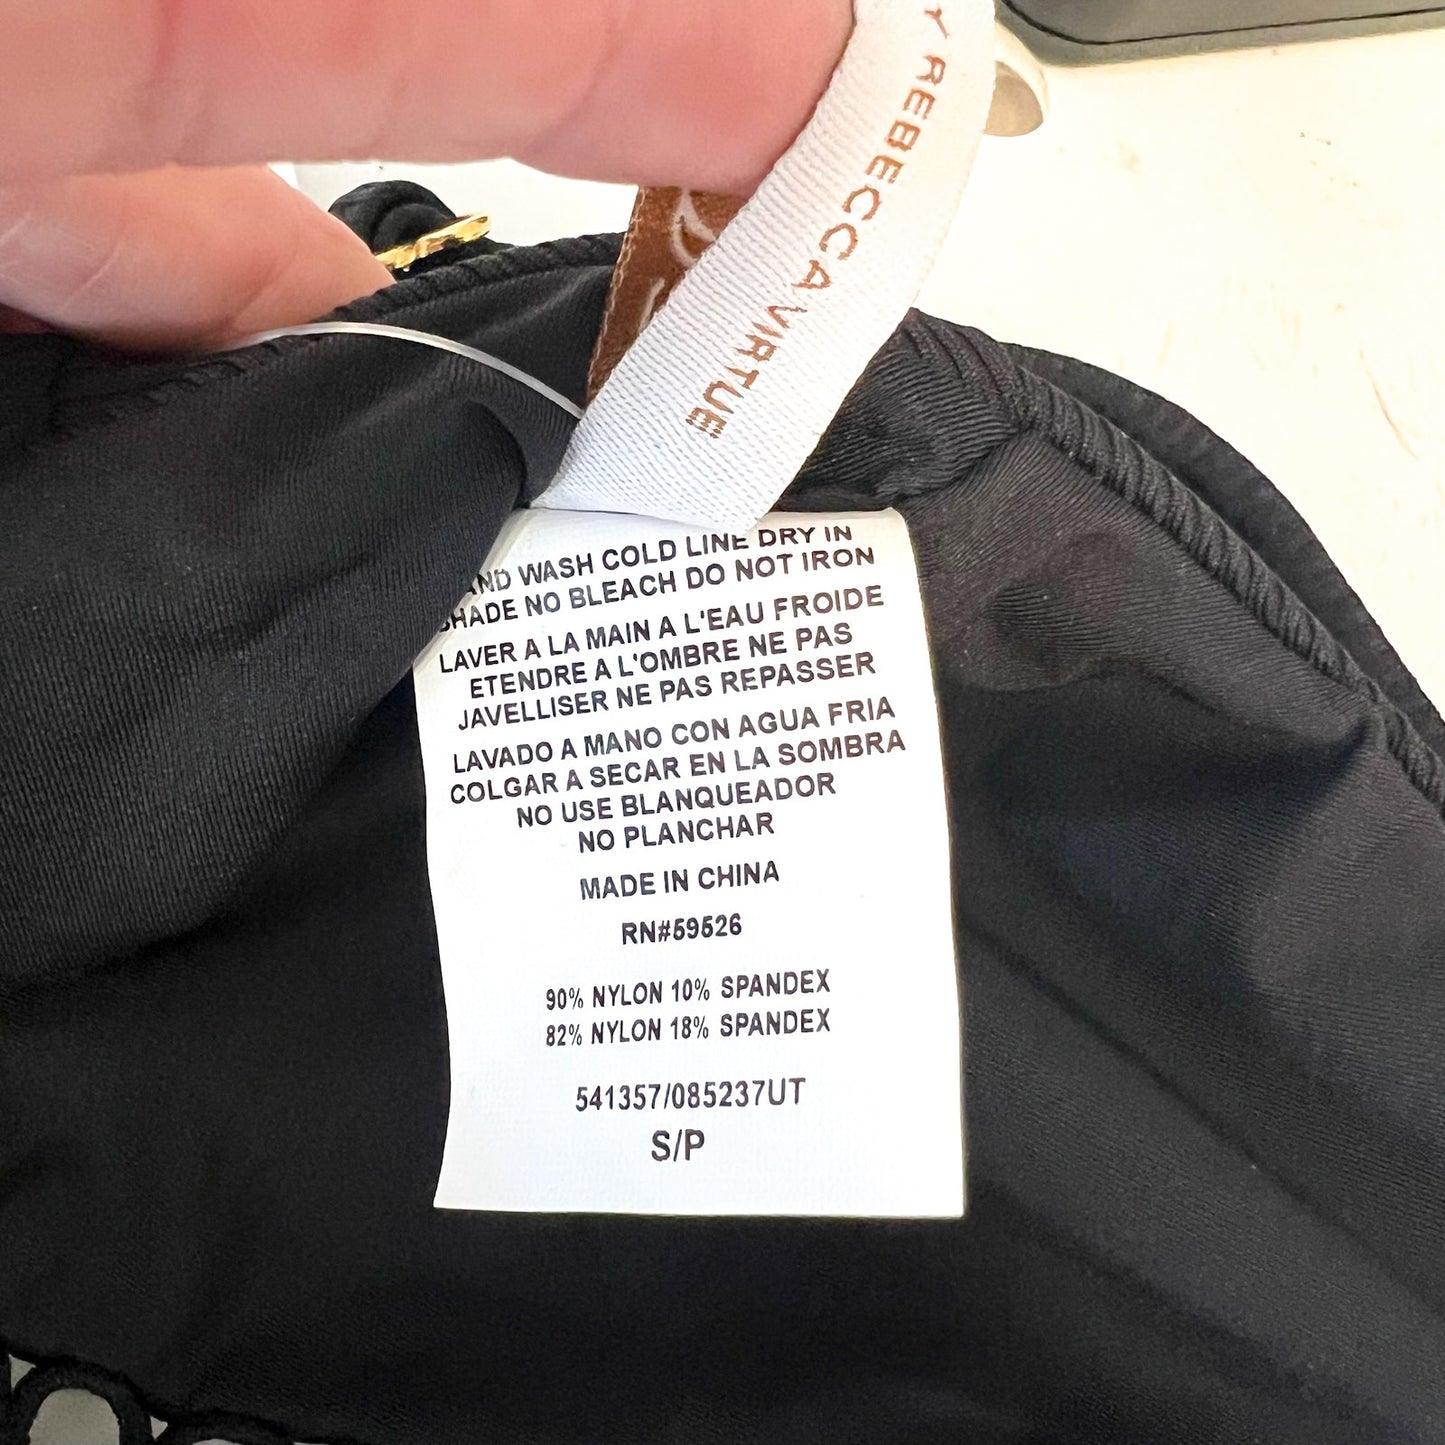 Y REBECCA VIRTUE
WASH COLD LINE DRY IN
SHADE NO BLEACH DO NOT IRON
LAVER A LA MAIN A L'EAU FROIDE
ETENDRE A L'OMBRE NE PAS
JAVELLISER NE PAS REPASSER
LAVADO A MANO CON AGUA FRIA
COLGAR A SECAR EN LA SOMBRA
NO USE BLANQUEADOR
NO PLANCHAR
MADE IN CHINA
RN#59526
90% NYLON 10% SPANDEX
82% NYLON 18% SPANDEX
541357/085237UT
S/P